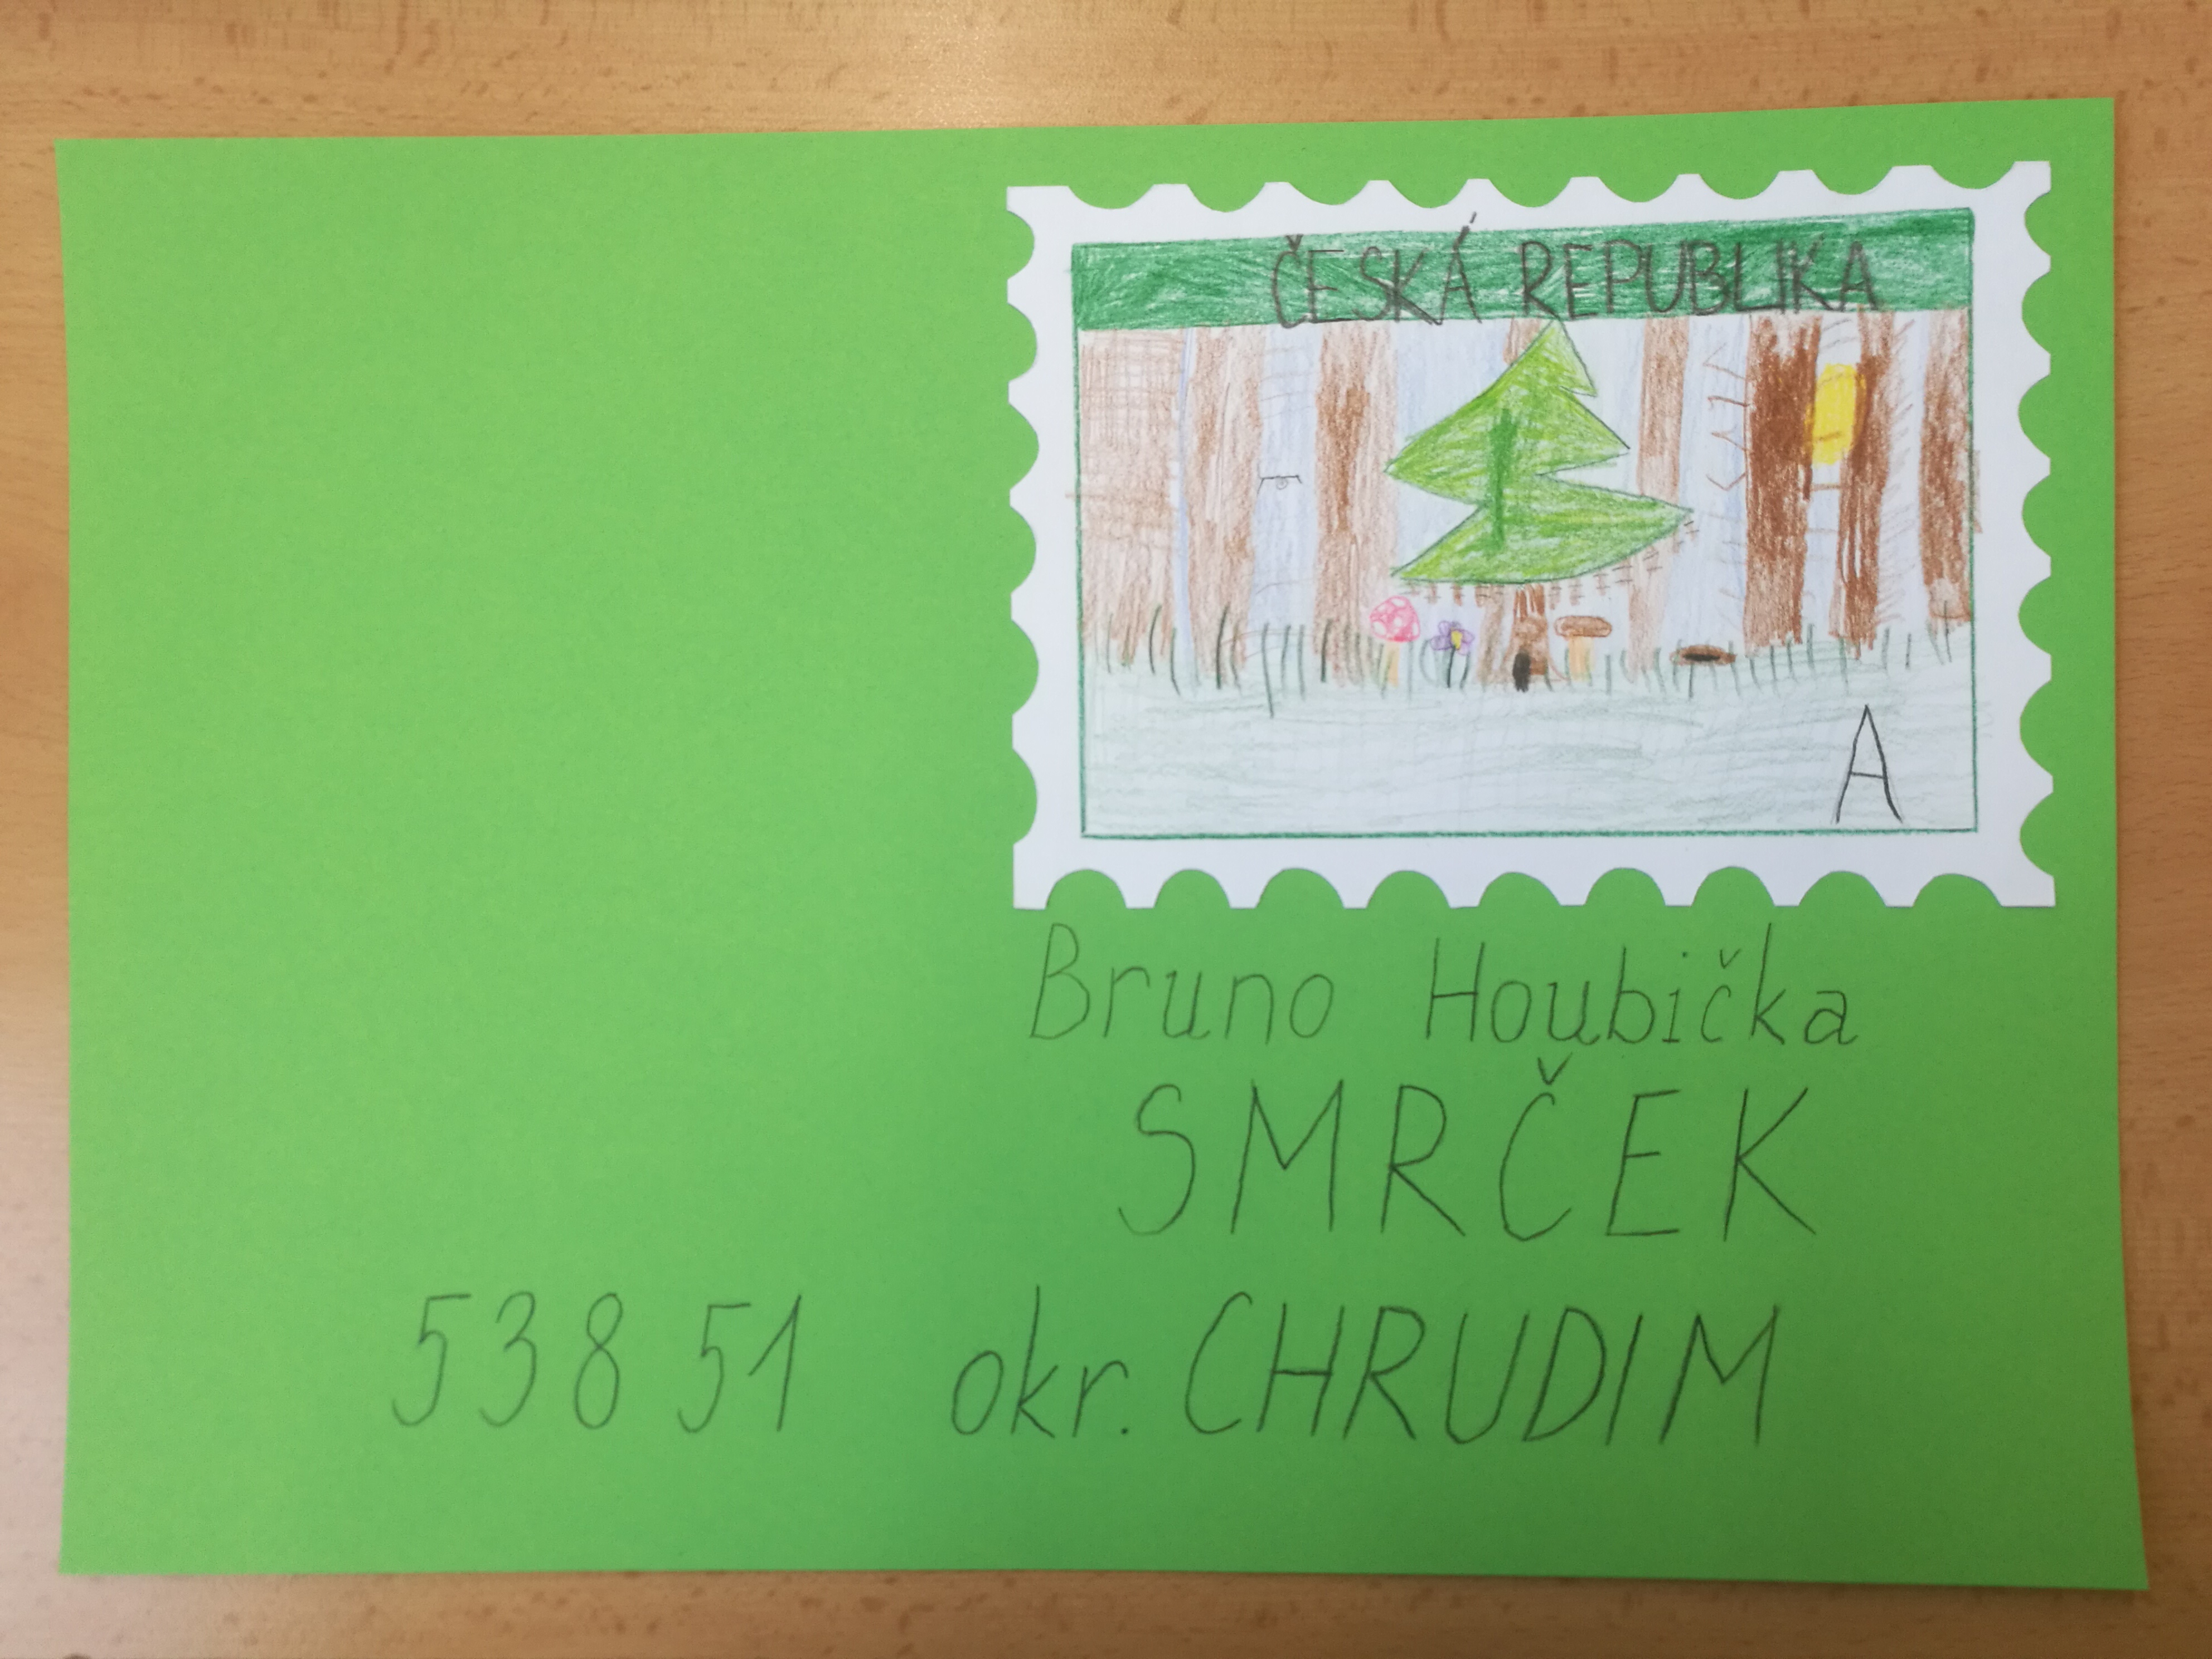 ČESKÁ REPUBLIKA
A
Bruno Houbička
SMRČEK
538 51 okr. CHRUDIM